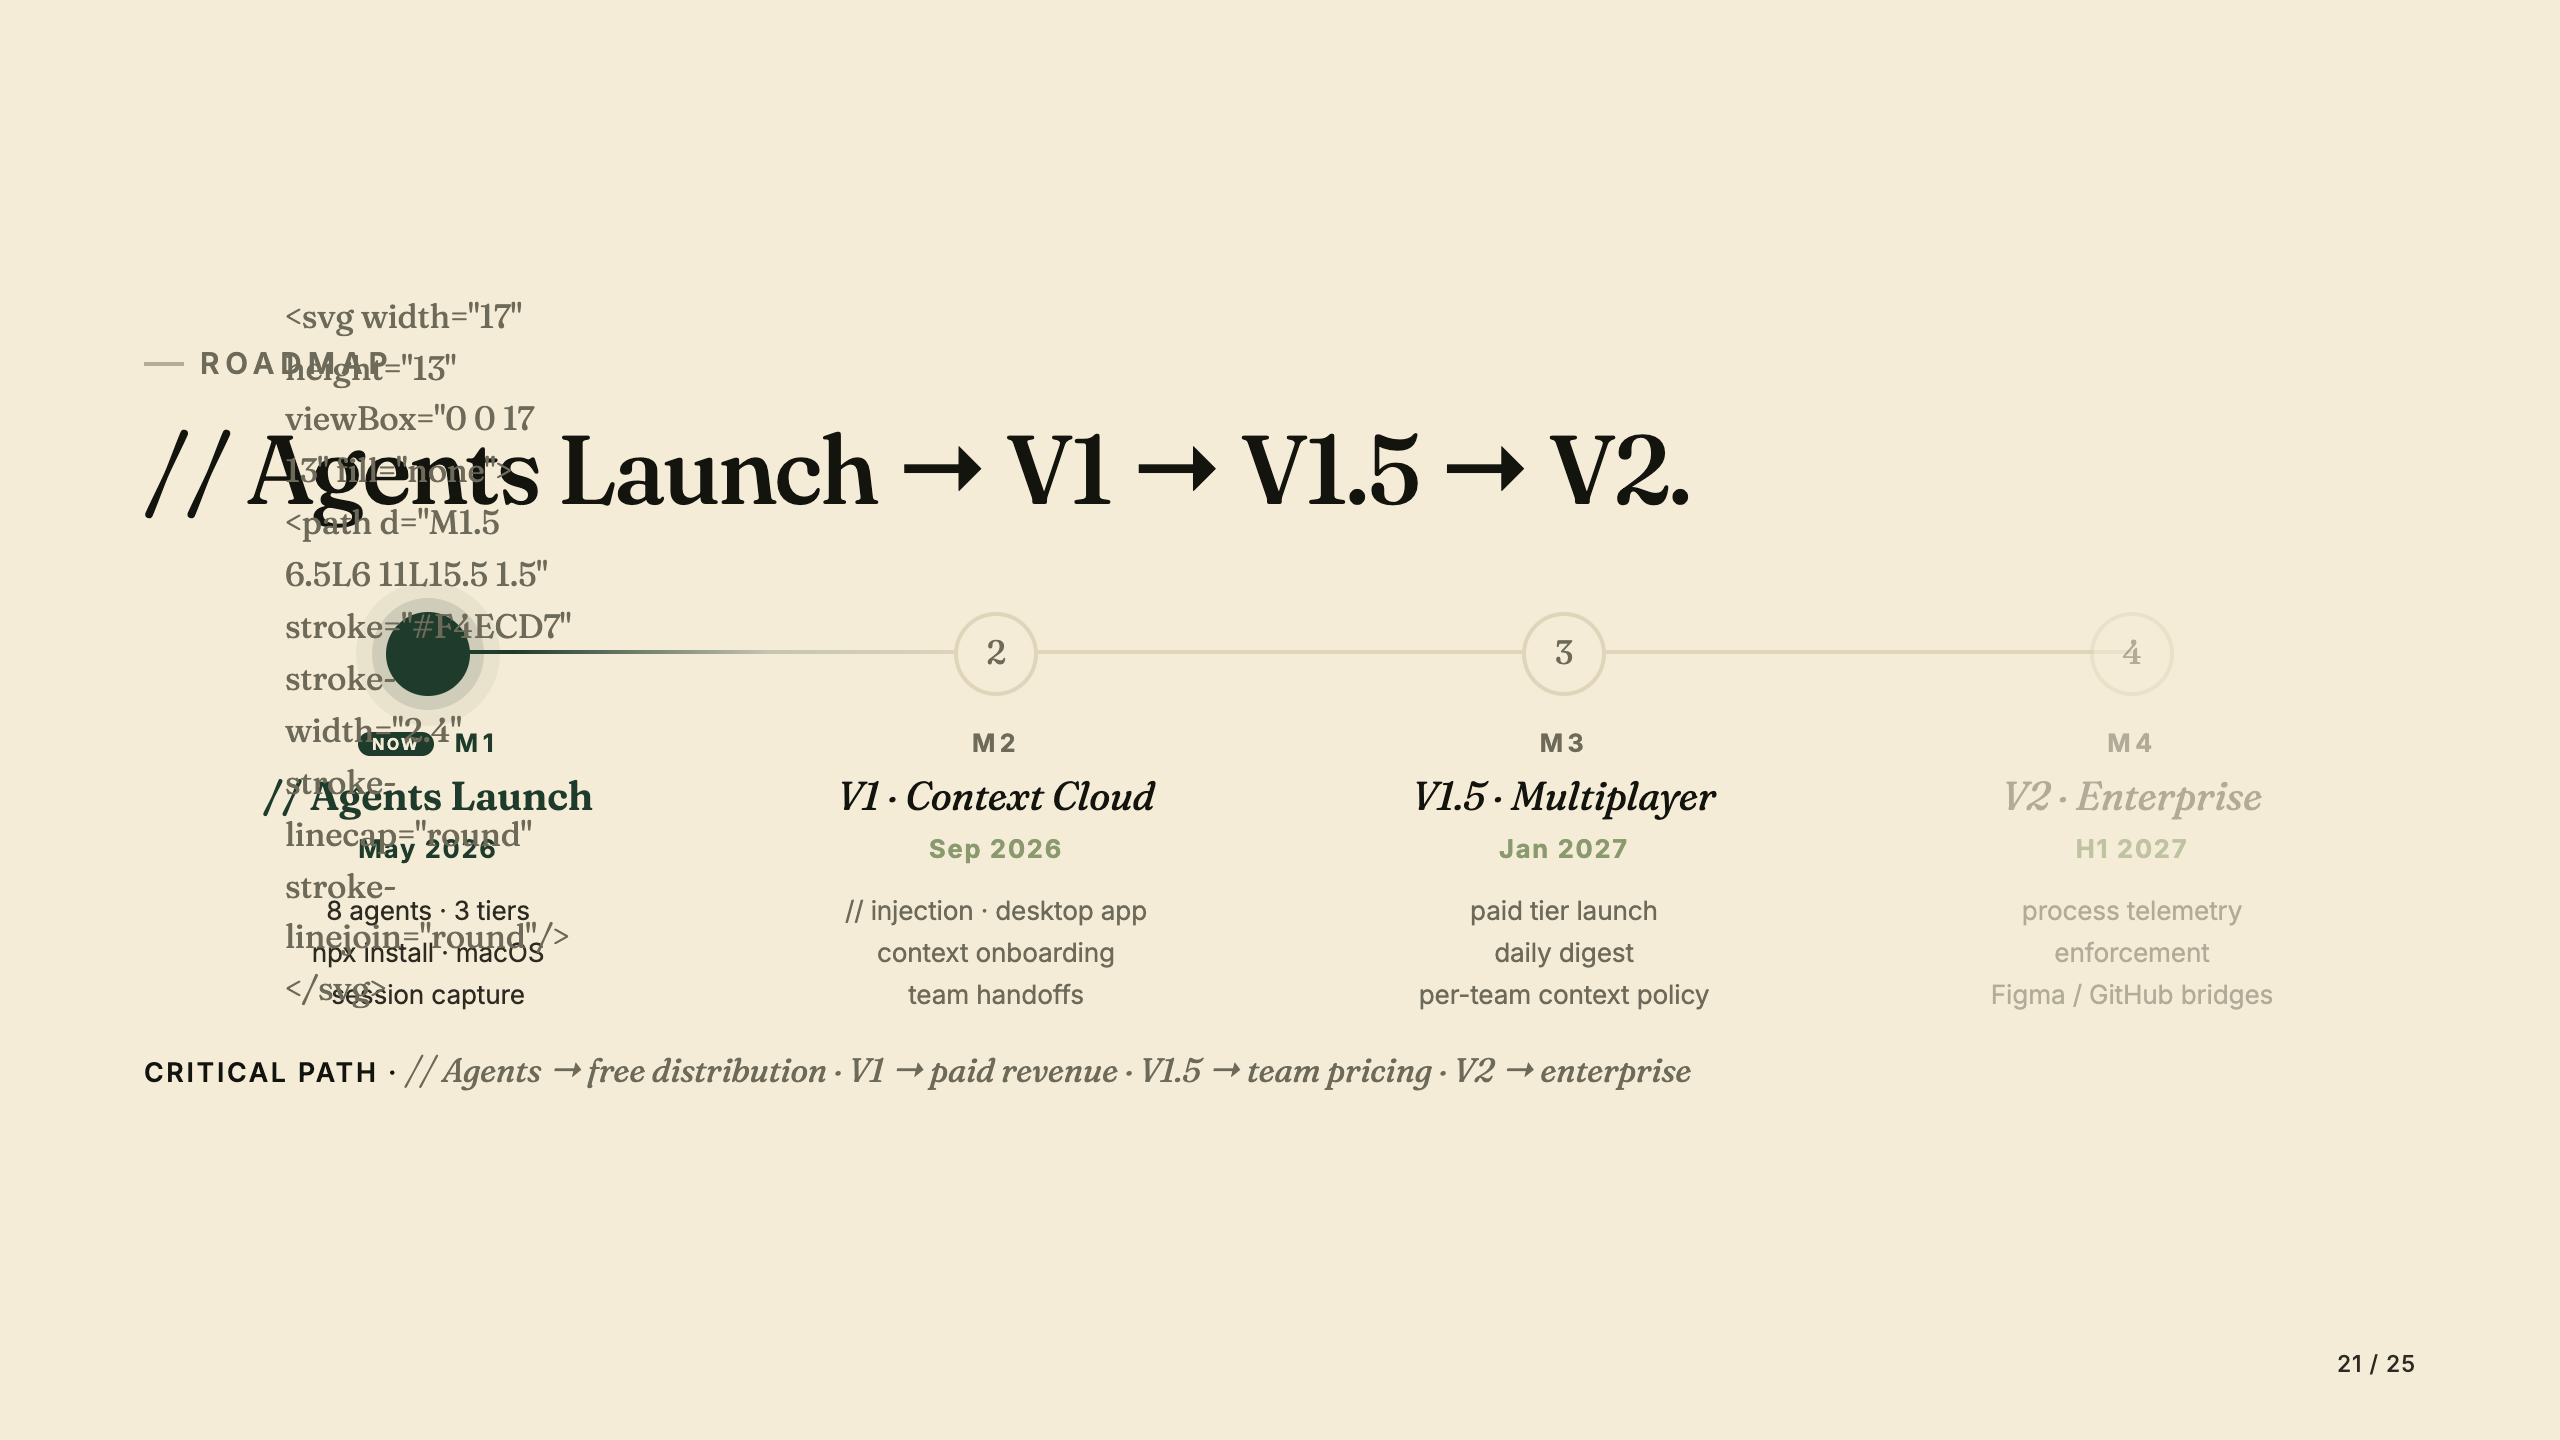 — ROADMAP
// Agents Launch → V1 → V1.5 → V2.
<svg width="17"
height="13"
viewBox="0 0 17
13" fill="none">
<path d="M1.5
6.5L6 11L15.5 1.5"
stroke="#F4ECD7"
stroke-
width="2.4"
stroke-
linecap="round"
stroke-
linejoin="round"/>
</svg>
2
3
4
NOW M1
// Agents Launch
May 2026
8 agents · 3 tiers
npx install · macOS
session capture
M2
V1 · Context Cloud
Sep 2026
// injection · desktop app
context onboarding
team handoffs
M3
V1.5 · Multiplayer
Jan 2027
paid tier launch
daily digest
per-team context policy
M4
V2 · Enterprise
H1 2027
process telemetry
enforcement
Figma / GitHub bridges
CRITICAL PATH · // Agents → free distribution · V1 → paid revenue · V1.5 → team pricing · V2 → enterprise
21 / 25